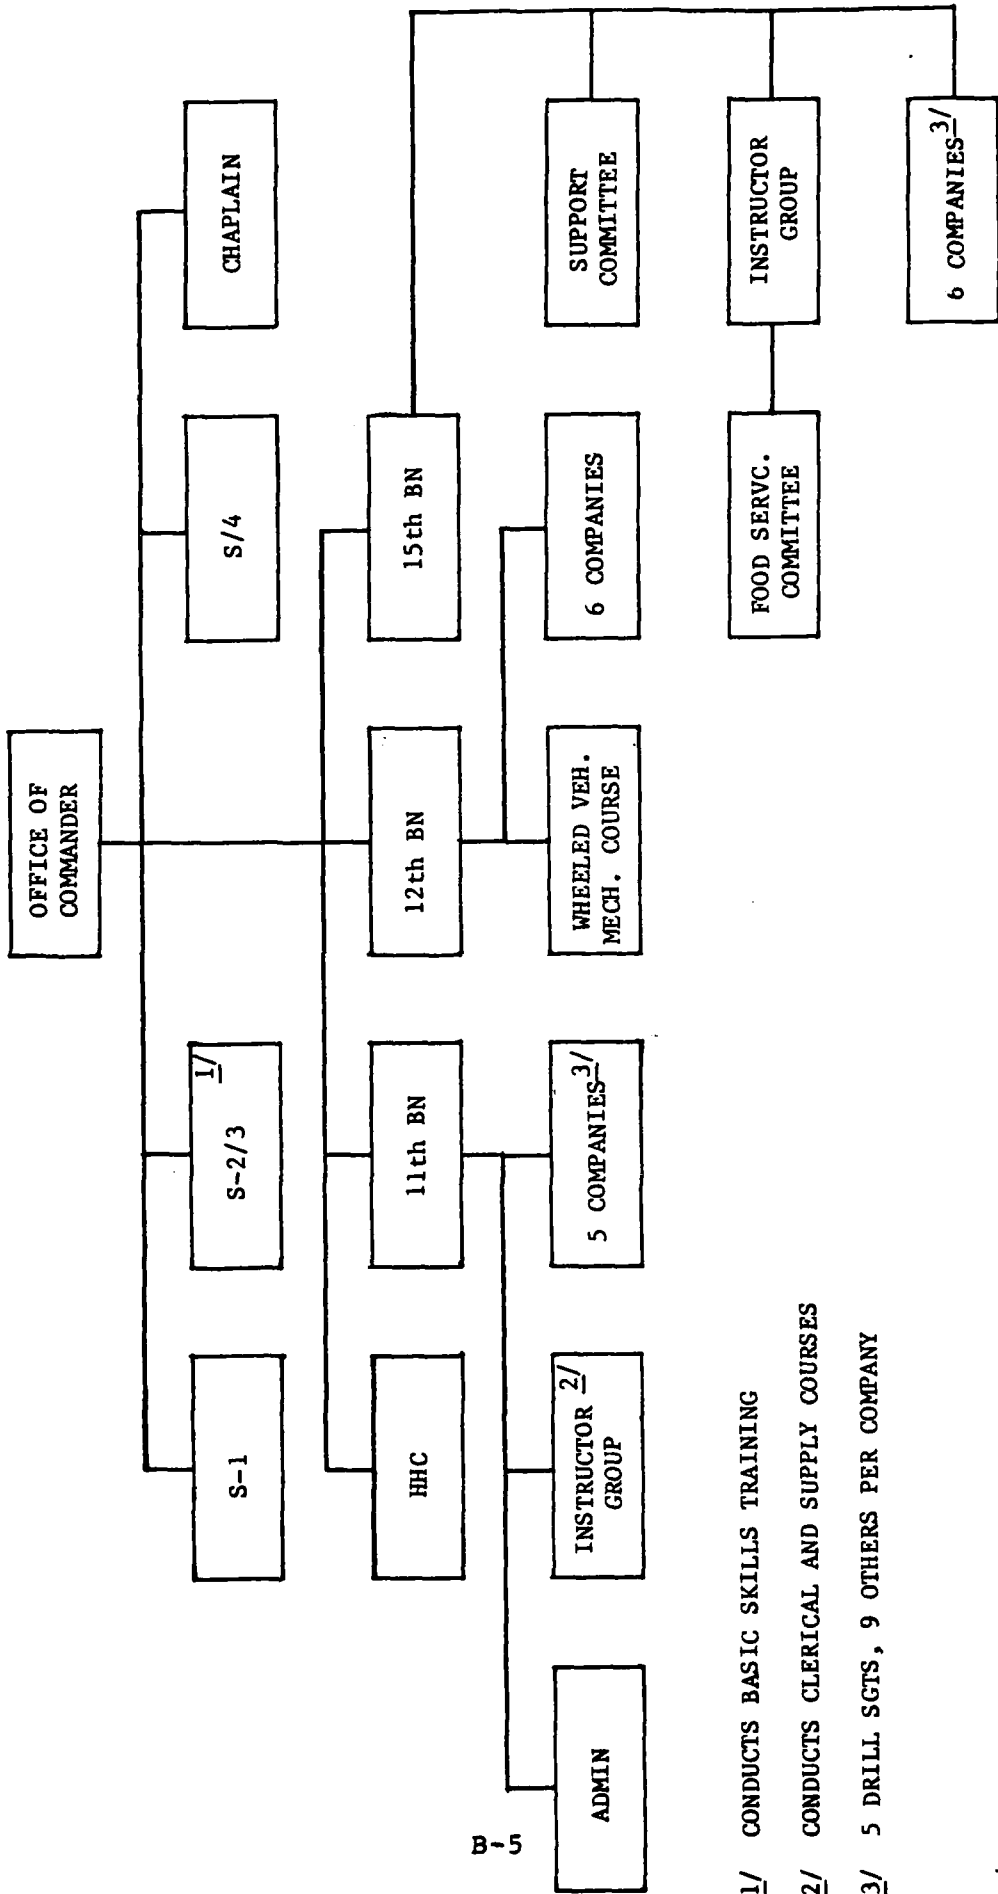 OFFICE OF
COMMANDER
S-1
S-2/3 1/
S/4
CHAPLAIN
HHC
11th BN
12th BN
15th BN
ADMIN
INSTRUCTOR 2/
GROUP
5 COMPANIES 3/
WHEELED VEH.
MECH. COURSE
6 COMPANIES
SUPPORT
COMMITTEE
FOOD SERVC.
COMMITTEE
INSTRUCTOR
GROUP
6 COMPANIES 3/
1/ CONDUCTS BASIC SKILLS TRAINING
2/ CONDUCTS CLERICAL AND SUPPLY COURSES
3/ 5 DRILL SGTS, 9 OTHERS PER COMPANY
B-5